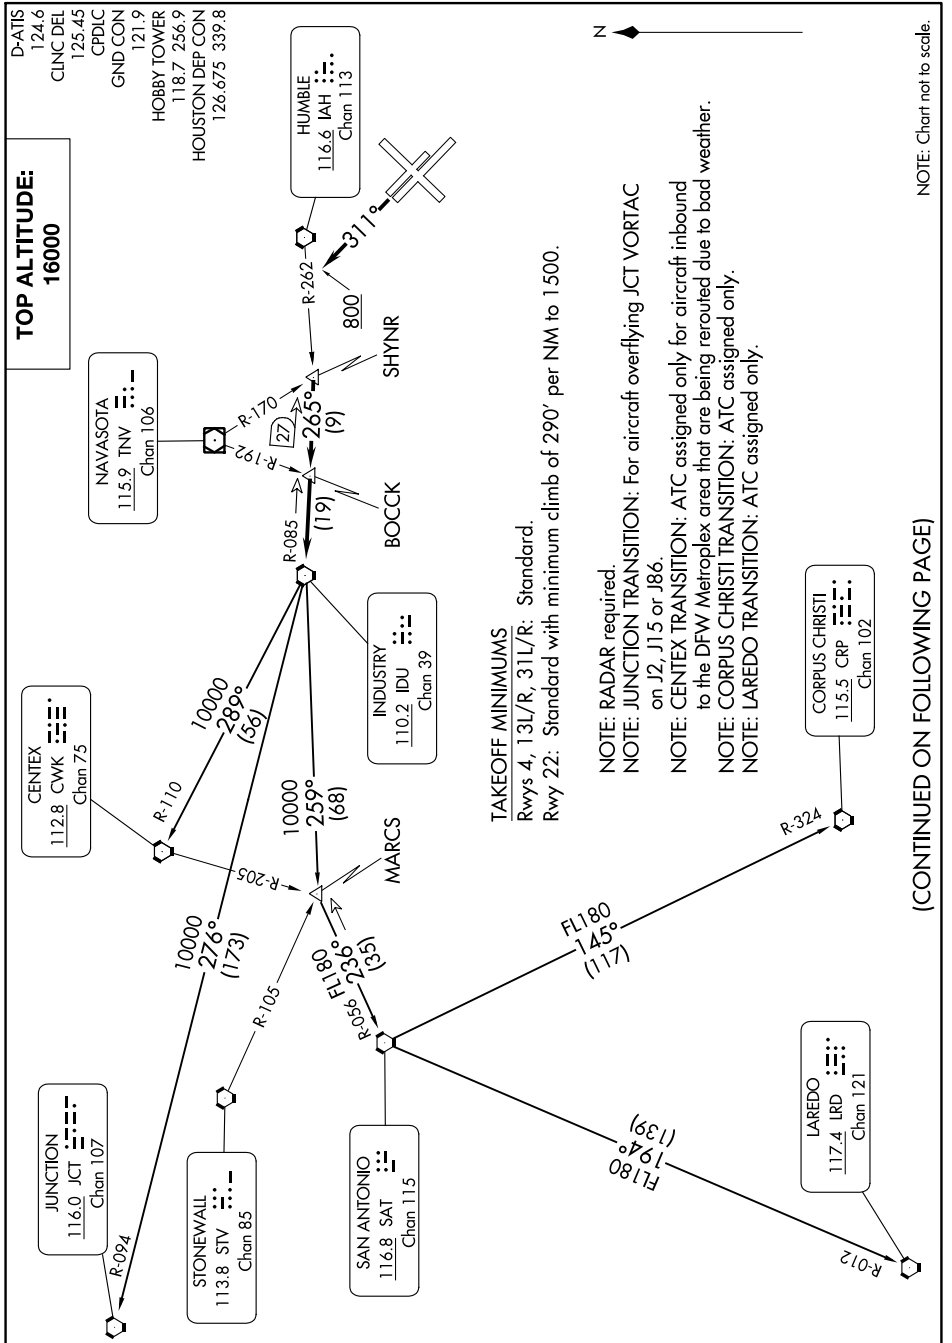 D-ATIS
124.6
CLNC DEL
125.45
CPDLC
GND CON
121.9
HOBBY TOWER
118.7 256.9
HOUSTON DEP CON
126.675 339.8
TOP ALTITUDE:
16000
JUNCTION
116.0 JCT
Chan 107
R-094
10000
276°
(173)
CENTEX
112.8 CWK
Chan 75
R-110
R-205
10000
289°
(56)
NAVASOTA
115.9 TNV
Chan 106
R-170
R-192
HUMBLE
116.6 IAH
Chan 113
R-262
311°
800
SHYNR
27
265°
(9)
BOCCK
R-085
(19)
INDUSTRY
110.2 IDU
Chan 39
10000
259°
(68)
MARCS
STONEWALL
113.8 STV
Chan 85
R-105
FL180
236°
(35)
R-056
SAN ANTONIO
116.8 SAT
Chan 115
FL180
194°
(139)
R-012
LAREDO
117.4 LRD
Chan 121
FL180
145°
(117)
R-324
CORPUS CHRISTI
115.5 CRP
Chan 102
N
TAKEOFF MINIMUMS
Rwys 4, 13L/R, 31L/R: Standard.
Rwy 22: Standard with minimum climb of 290' per NM to 1500.
NOTE: RADAR required.
NOTE: JUNCTION TRANSITION: For aircraft overflying JCT VORTAC
on J2, J15 or J86.
NOTE: CENTEX TRANSITION: ATC assigned only for aircraft inbound
to the DFW Metroplex area that are being rerouted due to bad weather.
NOTE: CORPUS CHRISTI TRANSITION: ATC assigned only.
NOTE: LAREDO TRANSITION: ATC assigned only.
(CONTINUED ON FOLLOWING PAGE)
NOTE: Chart not to scale.